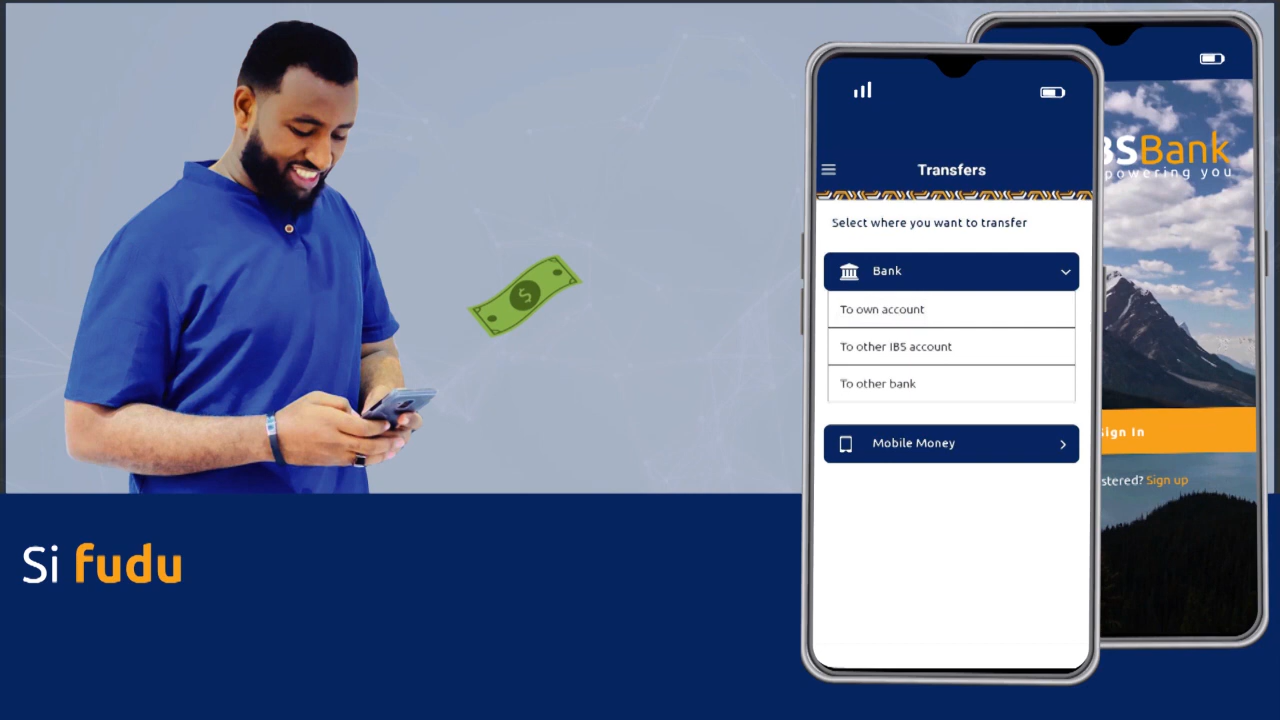 Si fudu
Transfers
Select where you want to transfer
Bank
To own account
To other IBS account
To other bank
Mobile Money
BSBank
powering you
Sign In
stered? Sign up